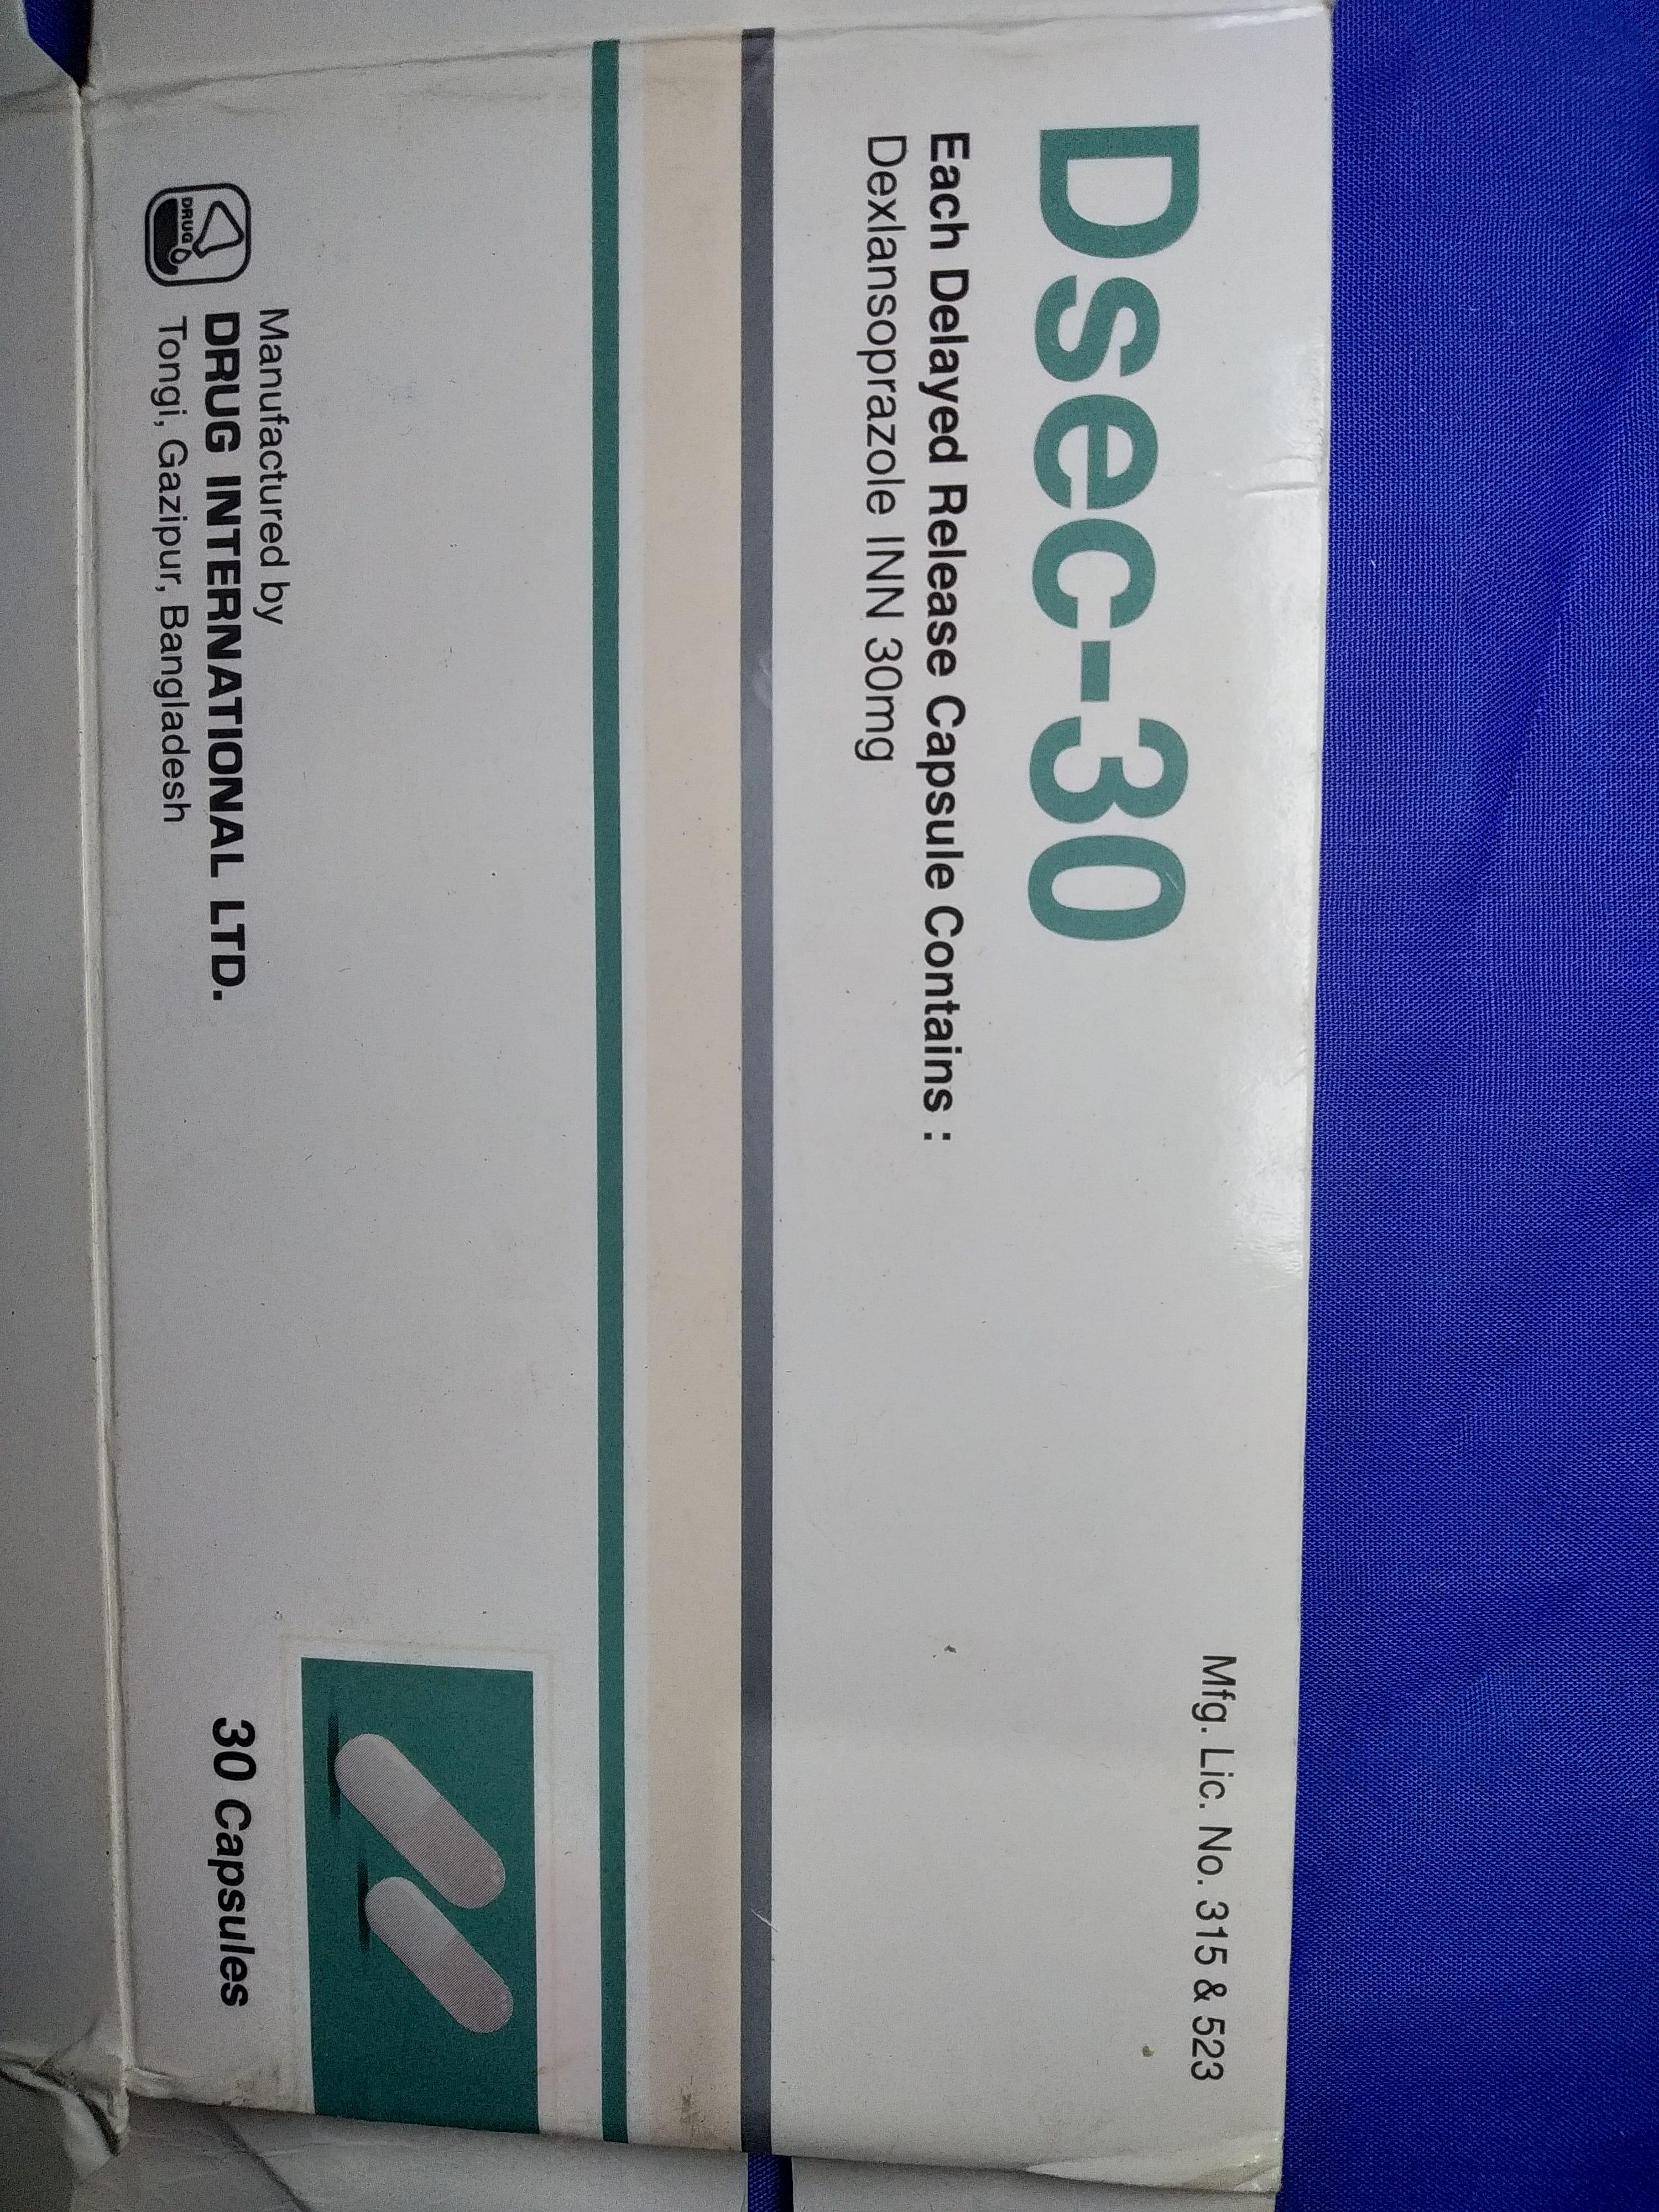 Mfg. Lic. No. 315 & 523
Dsec-30
Each Delayed Release Capsule Contains :
Dexlansoprazole INN 30mg
Manufactured by
DRUG INTERNATIONAL LTD.
Tongi, Gazipur, Bangladesh
DRUG
30 Capsules